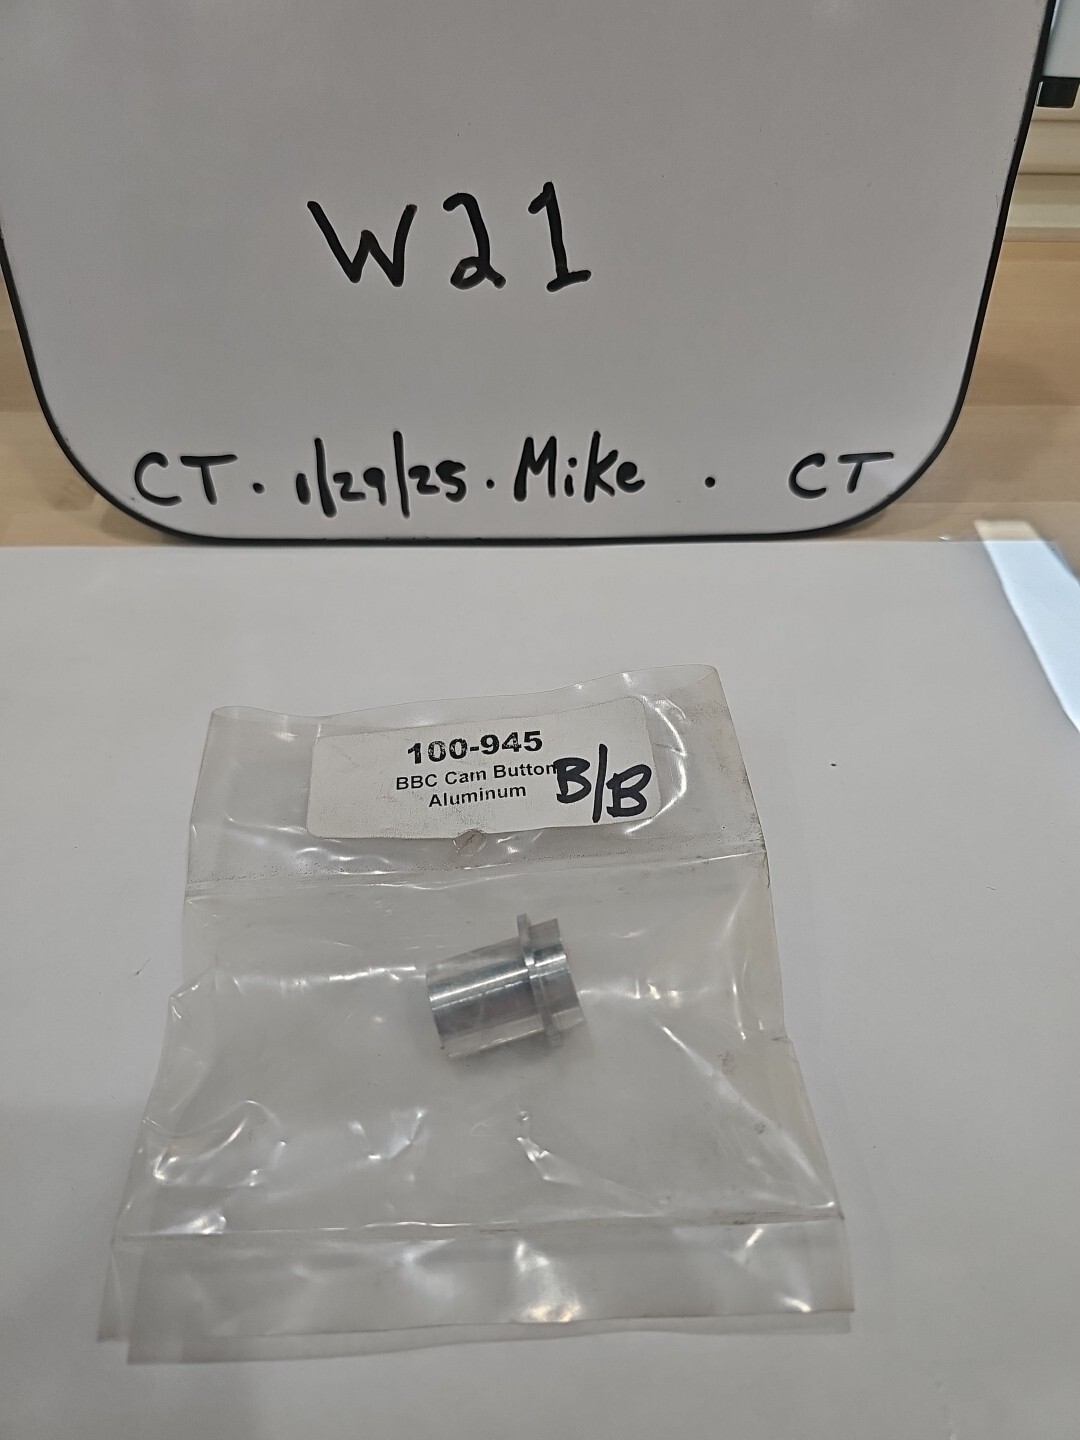 W21
CT. 1/29/25. Mike . CT
100-945
BBC Cam Button
Aluminum
B/B